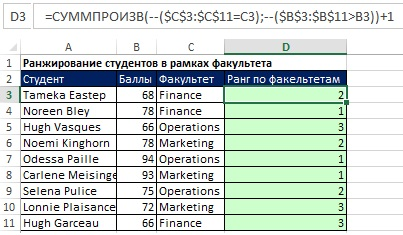 D3 =СУММПРОИЗВ(--($C$3:$C$11=C3);--($B$3:$B$11>B3))+1
A B C D
1 Ранжирование студентов в рамках факультета
2 Студент Баллы Факультет Ранг по факельтетам
3 Tameka Eastep 68 Finance 2
4 Noreen Bley 78 Finance 1
5 Hugh Vasques 66 Operations 3
6 Noemi Kinghorn 78 Marketing 2
7 Odessa Paille 94 Operations 1
8 Carlene Meisinge 93 Marketing 1
9 Selena Pulice 75 Operations 2
10 Lonnie Plaisance 72 Marketing 3
11 Hugh Garceau 66 Finance 3